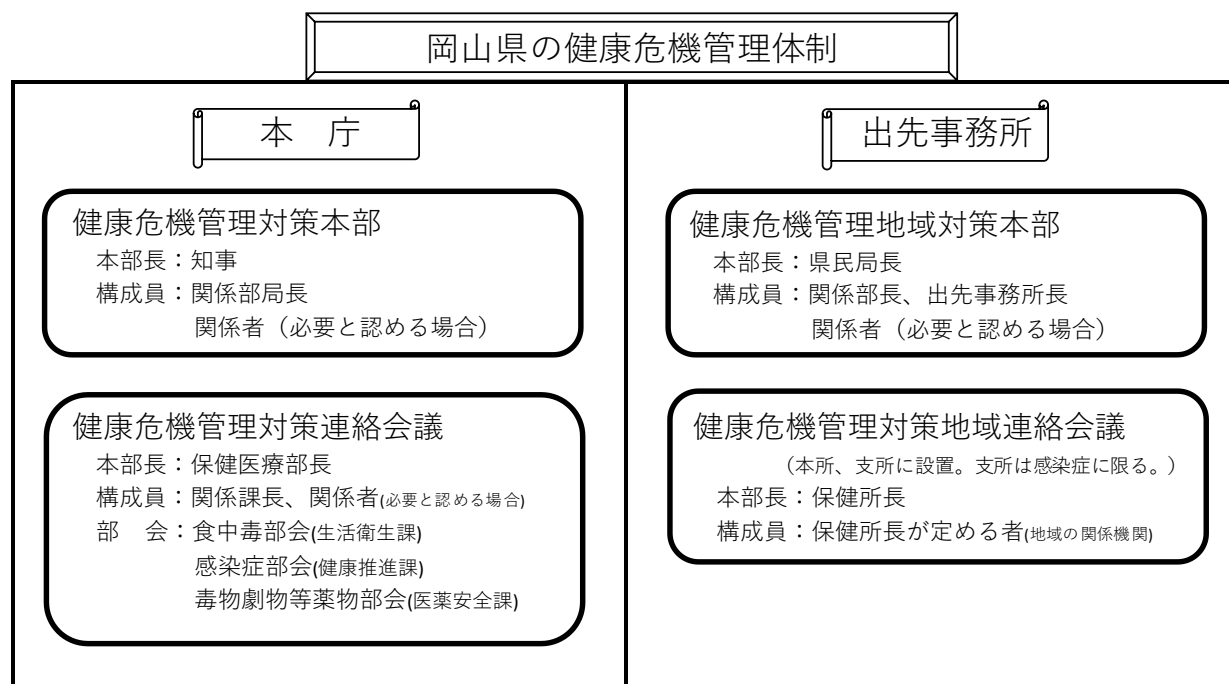 岡山県の健康危機管理体制
本 庁
健康危機管理対策本部
本部長：知事
構成員：関係部局長
関係者（必要と認める場合）
健康危機管理対策連絡会議
本部長：保健医療部長
構成員：関係課長、関係者(必要と認める場合)
部 会：食中毒部会(生活衛生課)
感染症部会(健康推進課)
毒物劇物等薬物部会(医薬安全課)
出先事務所
健康危機管理地域対策本部
本部長：県民局長
構成員：関係部長、出先事務所長
関係者（必要と認める場合）
健康危機管理対策地域連絡会議
（本所、支所に設置。支所は感染症に限る。）
本部長：保健所長
構成員：保健所長が定める者(地域の関係機関)